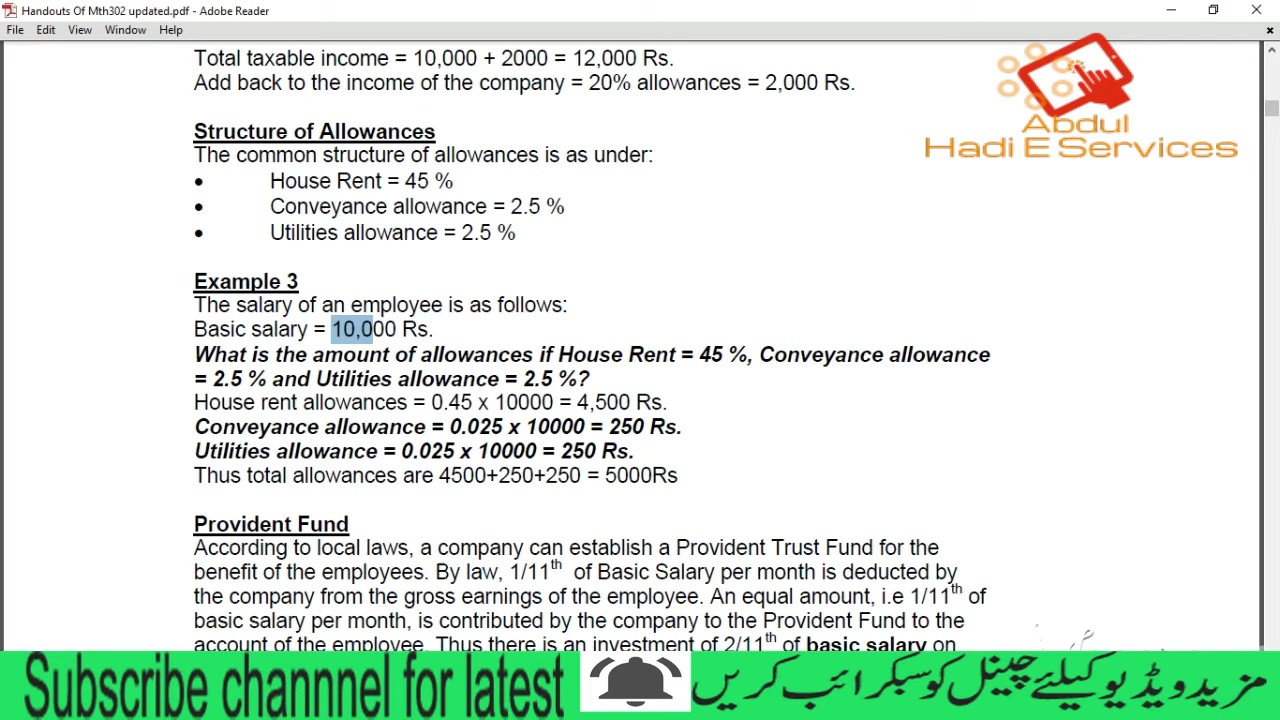 Handouts Of Mth302 updated.pdf - Adobe Reader
File Edit View Window Help
Total taxable income = 10,000 + 2000 = 12,000 Rs.
Add back to the income of the company = 20% allowances = 2,000 Rs.
Abdul
Hadi E Services
Structure of Allowances
The common structure of allowances is as under:
• House Rent = 45 %
• Conveyance allowance = 2.5 %
• Utilities allowance = 2.5 %
Example 3
The salary of an employee is as follows:
Basic salary = 10,000 Rs.
What is the amount of allowances if House Rent = 45 %, Conveyance allowance
= 2.5 % and Utilities allowance = 2.5 %?
House rent allowances = 0.45 x 10000 = 4,500 Rs.
Conveyance allowance = 0.025 x 10000 = 250 Rs.
Utilities allowance = 0.025 x 10000 = 250 Rs.
Thus total allowances are 4500+250+250 = 5000Rs
Provident Fund
According to local laws, a company can establish a Provident Trust Fund for the
benefit of the employees. By law, 1/11th of Basic Salary per month is deducted by
the company from the gross earnings of the employee. An equal amount, i.e 1/11th of
basic salary per month, is contributed by the company to the Provident Fund to the
account of the employee. Thus there is an investment of 2/11th of basic salary on
Subscribe channnel for latest
مزید ویڈیو کیلئے چینل کو سبکرائب کریں